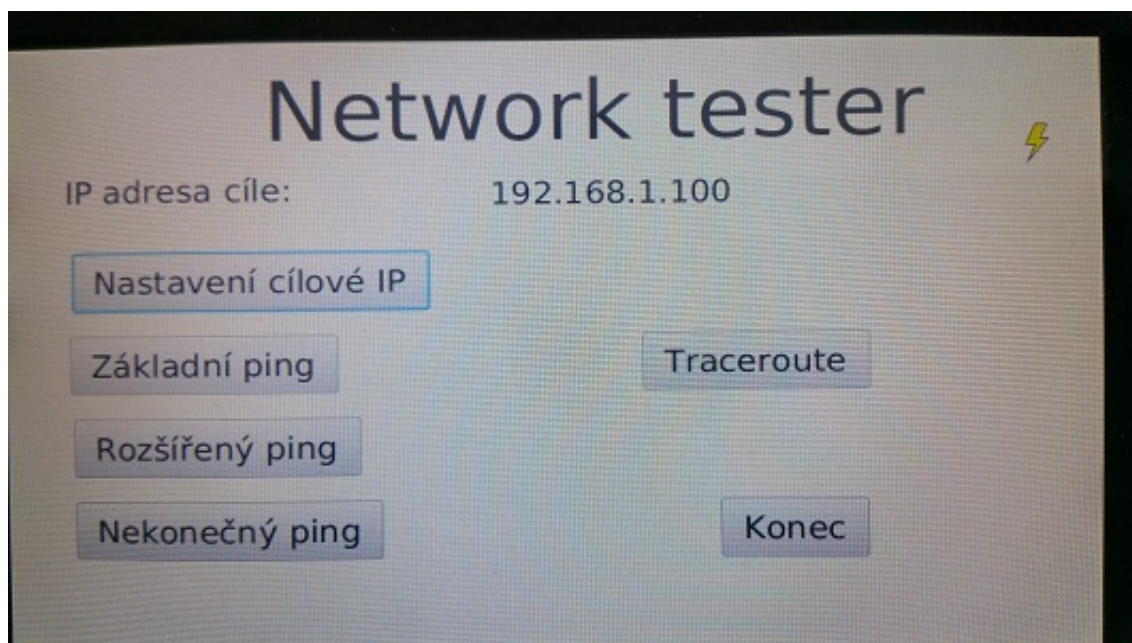 Network tester
IP adresa cíle: 192.168.1.100
Nastavení cílové IP
Základní ping Traceroute
Rozšířený ping
Nekonečný ping Konec